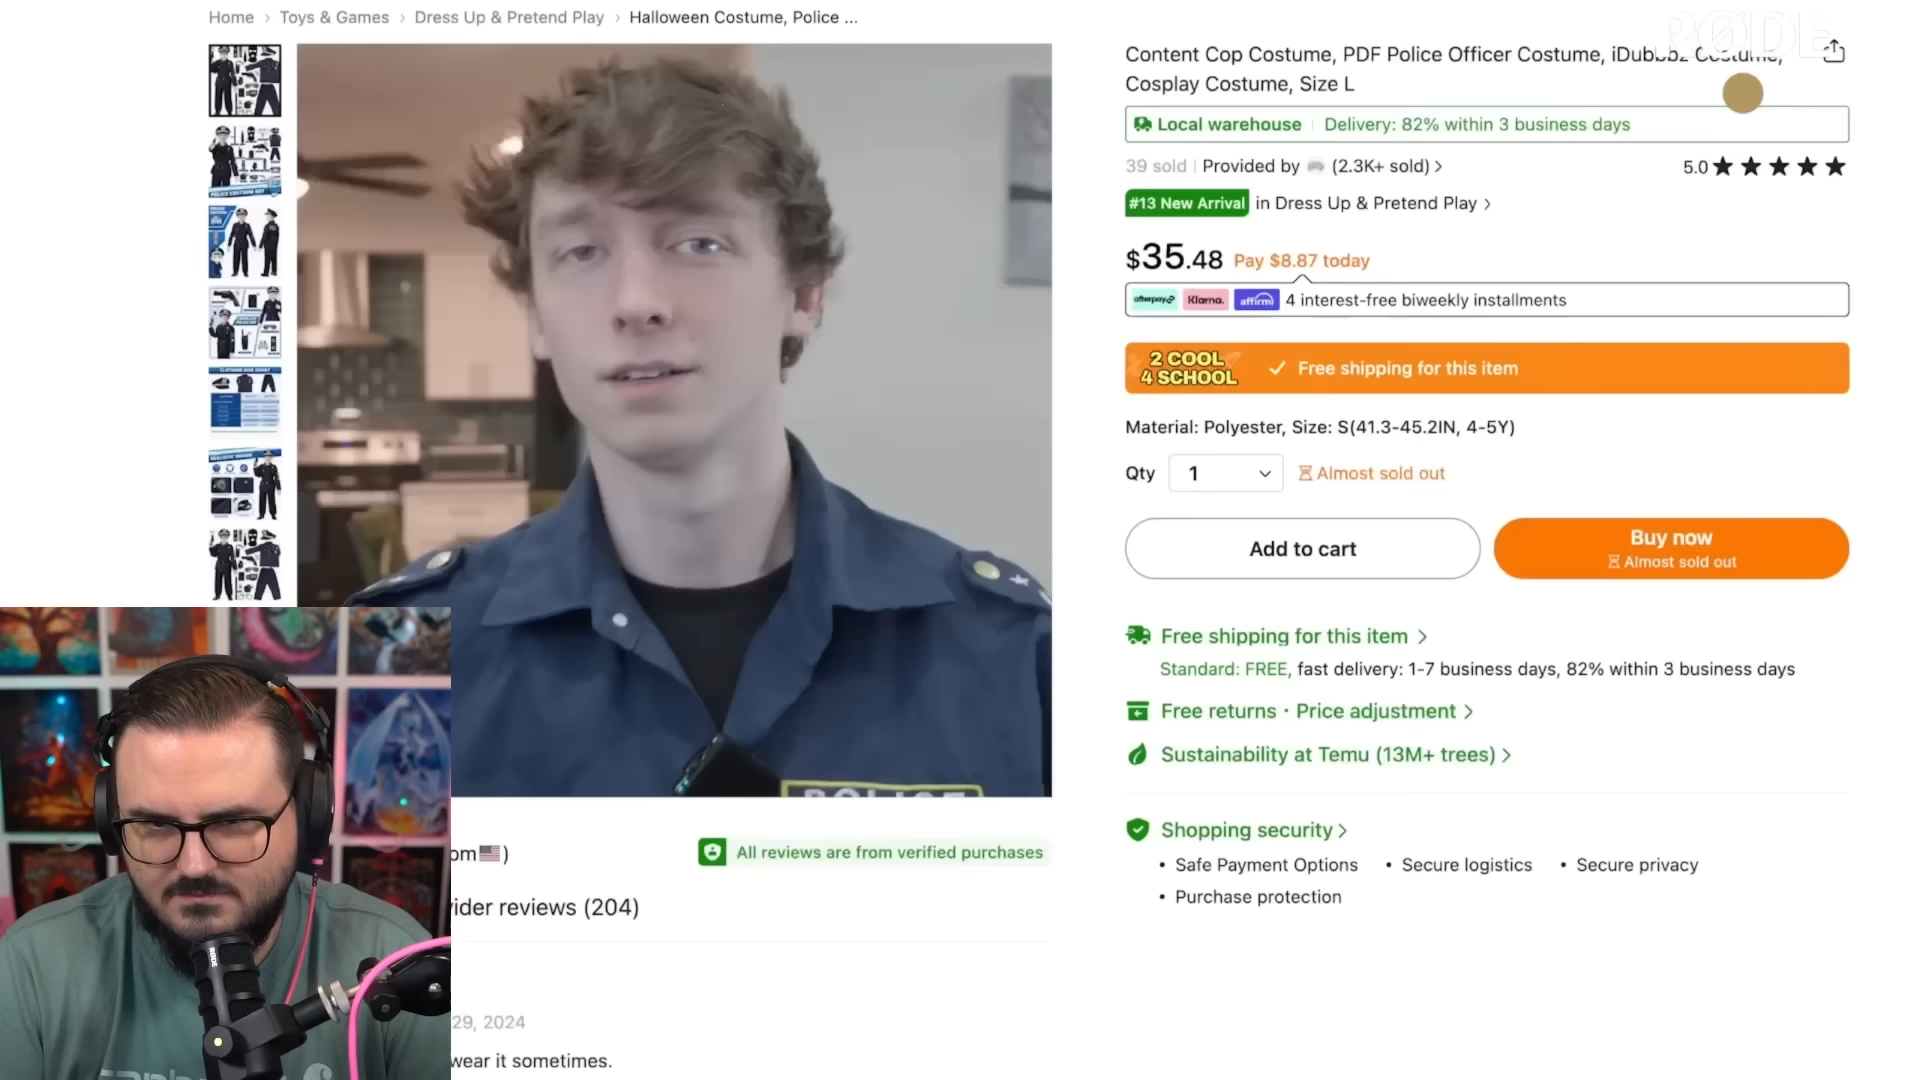 RØDE
Home › Toys & Games › Dress Up & Pretend Play › Halloween Costume, Police ...
Content Cop Costume, PDF Police Officer Costume, iDubbbz Costume,
Cosplay Costume, Size L
Local warehouse | Delivery: 82% within 3 business days
39 sold | Provided by (2.3K+ sold) >
5.0 ★★★★★
#13 New Arrival in Dress Up & Pretend Play >
$35.48 Pay $8.87 today
afterpay Klarna. affirm 4 interest-free biweekly installments
2 COOL
4 SCHOOL
Free shipping for this item
Material: Polyester, Size: S(41.3-45.2IN, 4-5Y)
Qty 1 Almost sold out
Add to cart
Buy now
Almost sold out
Free shipping for this item >
Standard: FREE, fast delivery: 1-7 business days, 82% within 3 business days
Free returns · Price adjustment >
Sustainability at Temu (13M+ trees) >
Shopping security >
• Safe Payment Options • Secure logistics • Secure privacy
• Purchase protection
POLICE
om🇺🇸)
All reviews are from verified purchases
ider reviews (204)
29, 2024
wear it sometimes.
RØDE